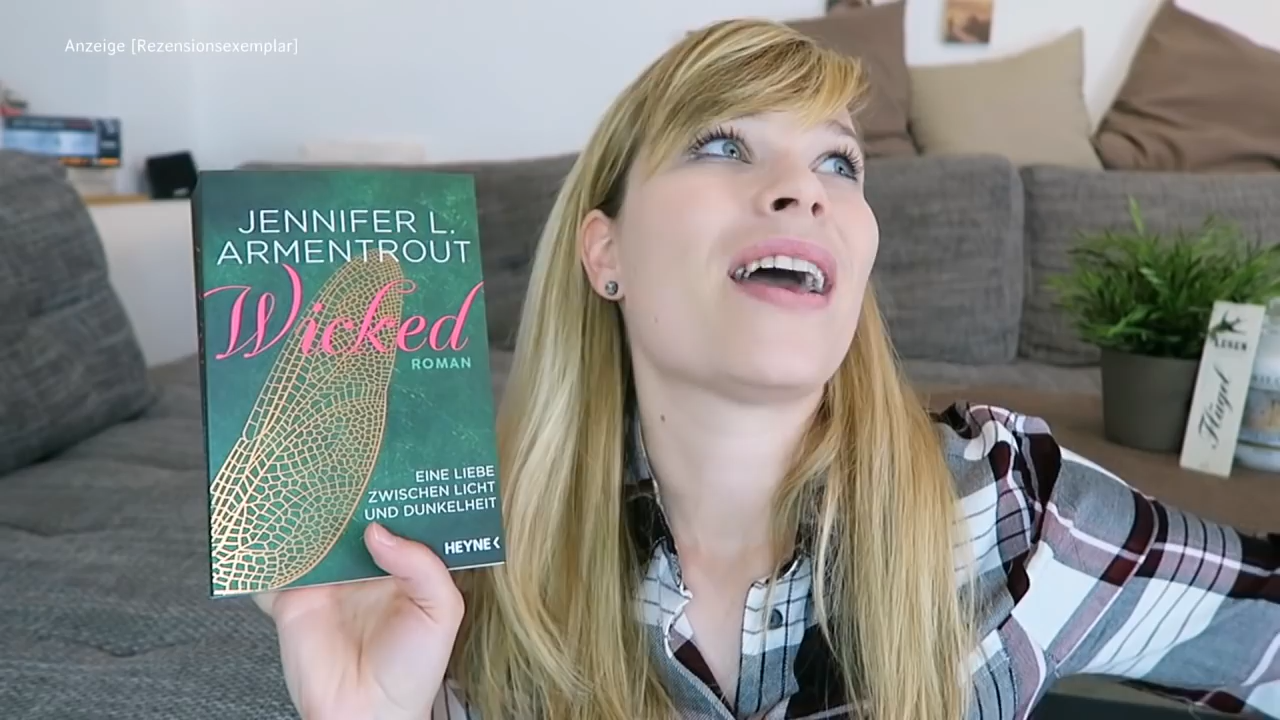 Anzeige [Rezensionsexemplar]
JENNIFER L.
ARMENTROUT
Wicked
ROMAN
EINE LIEBE
ZWISCHEN LICHT
UND DUNKELHEIT
HEYNE
LESEN
Flügel